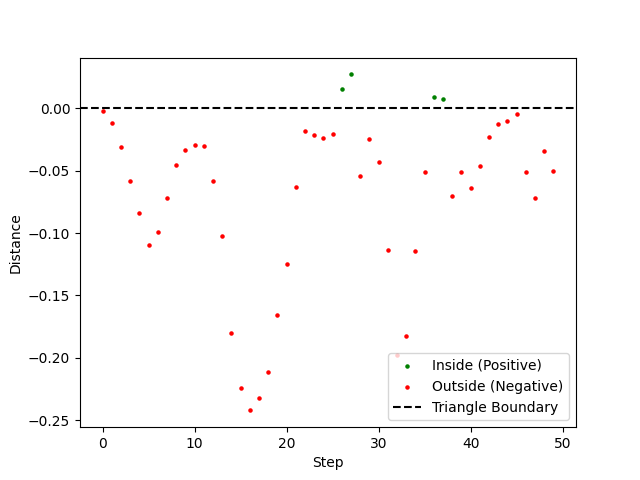 0.00
−0.05
−0.10
−0.15
−0.20
−0.25
Distance
Inside (Positive)
Outside (Negative)
Triangle Boundary
0 10 20 30 40 50
Step